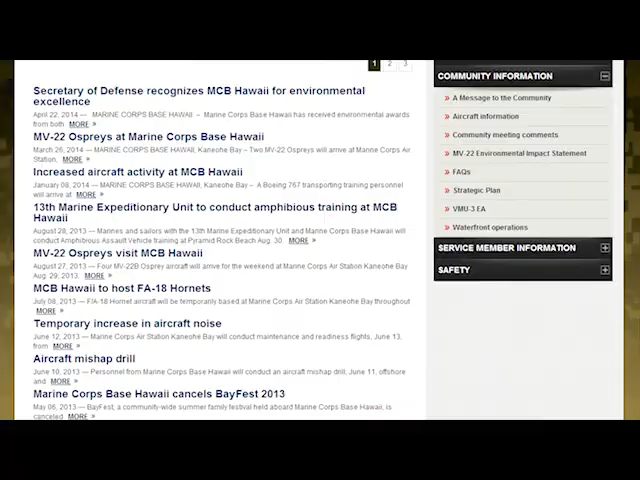 1 2 3
Secretary of Defense recognizes MCB Hawaii for environmental
excellence
April 22, 2014 — MARINE CORPS BASE HAWAII – Marine Corps Base Hawaii has received environmental awards
from both MORE »
MV-22 Ospreys at Marine Corps Base Hawaii
March 26, 2014 — MARINE CORPS BASE HAWAII, Kaneohe Bay – Two MV-22 Ospreys will arrive at Marine Corps Air
Station, MORE »
Increased aircraft activity at MCB Hawaii
January 09, 2014 — MARINE CORPS BASE HAWAII, Kaneohe Bay – A Boeing 767 transporting training personnel
will arrive at MORE »
13th Marine Expeditionary Unit to conduct amphibious training at MCB
Hawaii
August 28, 2013 — Marines and sailors with the 13th Marine Expeditionary Unit and Marine Corps Base Hawaii will
conduct Amphibious Assault Vehicle training at Pyramid Rock Beach Aug. 30 MORE »
MV-22 Ospreys visit MCB Hawaii
August 27, 2013 — Four MV-22B Osprey aircraft will arrive for the weekend at Marine Corps Air Station Kaneohe Bay
Aug. 29, 2013. MORE »
MCB Hawaii to host FA-18 Hornets
July 08, 2013 — F/A-18 Hornet aircraft will be temporarily based at Marine Corps Air Station Kaneohe Bay throughout
MORE »
Temporary increase in aircraft noise
June 12, 2013 — Marine Corps Air Station Kaneohe Bay will conduct maintenance and readiness flights, June 13,
from MORE »
Aircraft mishap drill
June 10, 2013 — Personnel from Marine Corps Base Hawaii will conduct an aircraft mishap drill, June 11, offshore
and MORE »
Marine Corps Base Hawaii cancels BayFest 2013
May 06, 2013 — BayFest, a community-wide summer family festival held aboard Marine Corps Base Hawaii, is
canceled MORE »
COMMUNITY INFORMATION
» A Message to the Community
» Aircraft information
» Community meeting comments
» MV-22 Environmental Impact Statement
» FAQs
» Strategic Plan
» VMU-3 EA
» Waterfront operations
SERVICE MEMBER INFORMATION
SAFETY